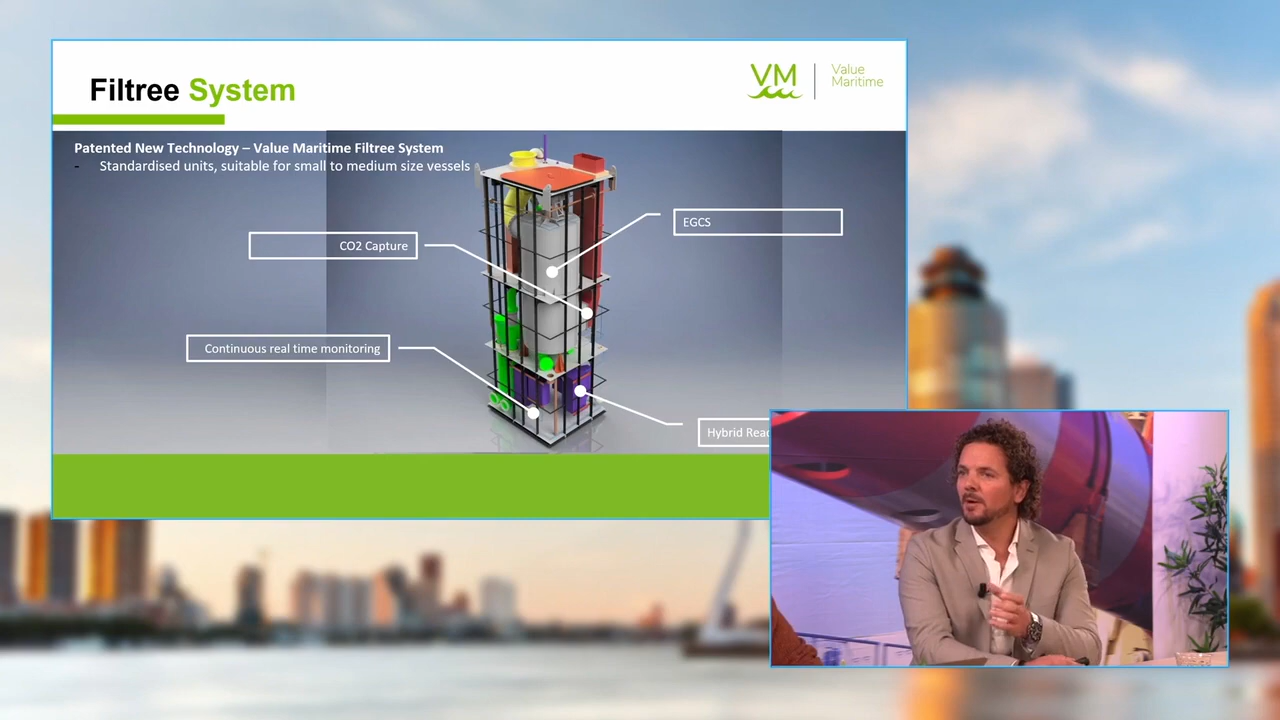 Filtree System
VM
Value
Maritime
Patented New Technology – Value Maritime Filtree System
- Standardised units, suitable for small to medium size vessels
EGCS
CO2 Capture
Continuous real time monitoring
Hybrid